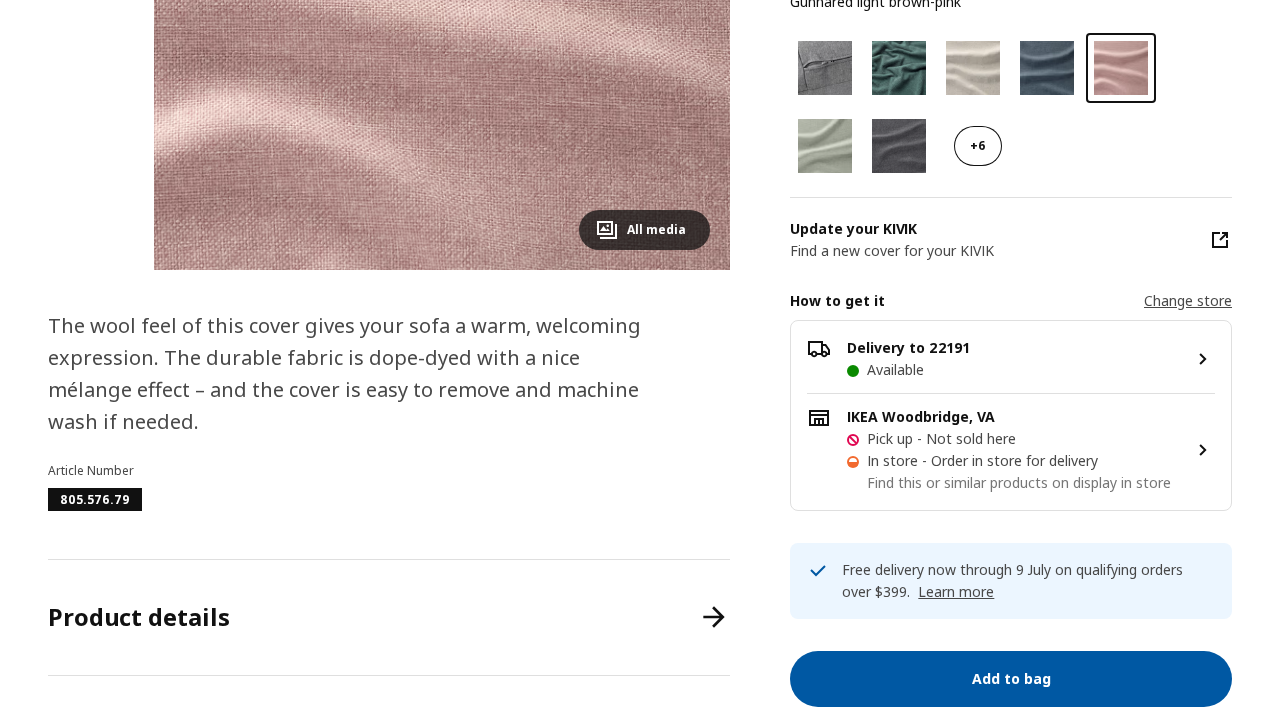 Gunnared light brown-pink
+6
All media
Update your KIVIK
Find a new cover for your KIVIK
How to get it
Change store
Delivery to 22191
Available
IKEA Woodbridge, VA
Pick up - Not sold here
In store - Order in store for delivery
Find this or similar products on display in store
Free delivery now through 9 July on qualifying orders
over $399. Learn more
Add to bag
The wool feel of this cover gives your sofa a warm, welcoming
expression. The durable fabric is dope-dyed with a nice
mélange effect – and the cover is easy to remove and machine
wash if needed.
Article Number
805.576.79
Product details